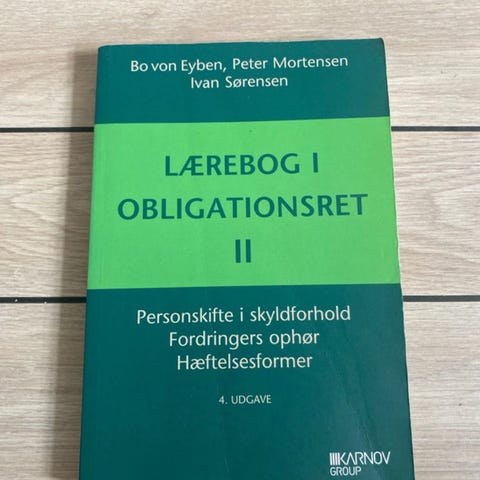 Bo von Eyben, Peter Mortensen
Ivan Sørensen
LÆREBOG I
OBLIGATIONSRET
II
Personskifte i skyldforhold
Fordringers ophør
Hæftelsesformer
4. UDGAVE
KARNOV
GROUP